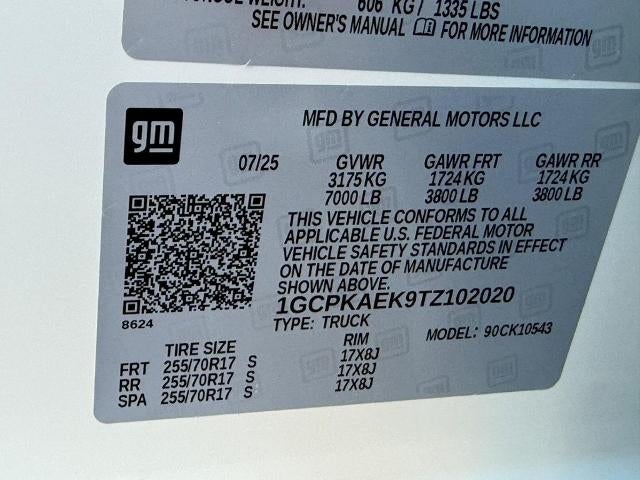 606 KG / 1335 LBS
SEE OWNER'S MANUAL FOR MORE INFORMATION
gm
MFD BY GENERAL MOTORS LLC
07/25 GVWR GAWR FRT GAWR RR
3175 KG 1724 KG 1724 KG
7000 LB 3800 LB 3800 LB
THIS VEHICLE CONFORMS TO ALL
APPLICABLE U.S. FEDERAL MOTOR
VEHICLE SAFETY STANDARDS IN EFFECT
ON THE DATE OF MANUFACTURE
SHOWN ABOVE.
1GCPKAEK9TZ102020
8624
TYPE: TRUCK MODEL: 90CK10543
TIRE SIZE RIM
FRT 255/70R17 S 17X8J
RR 255/70R17 S 17X8J
SPA 255/70R17 S 17X8J